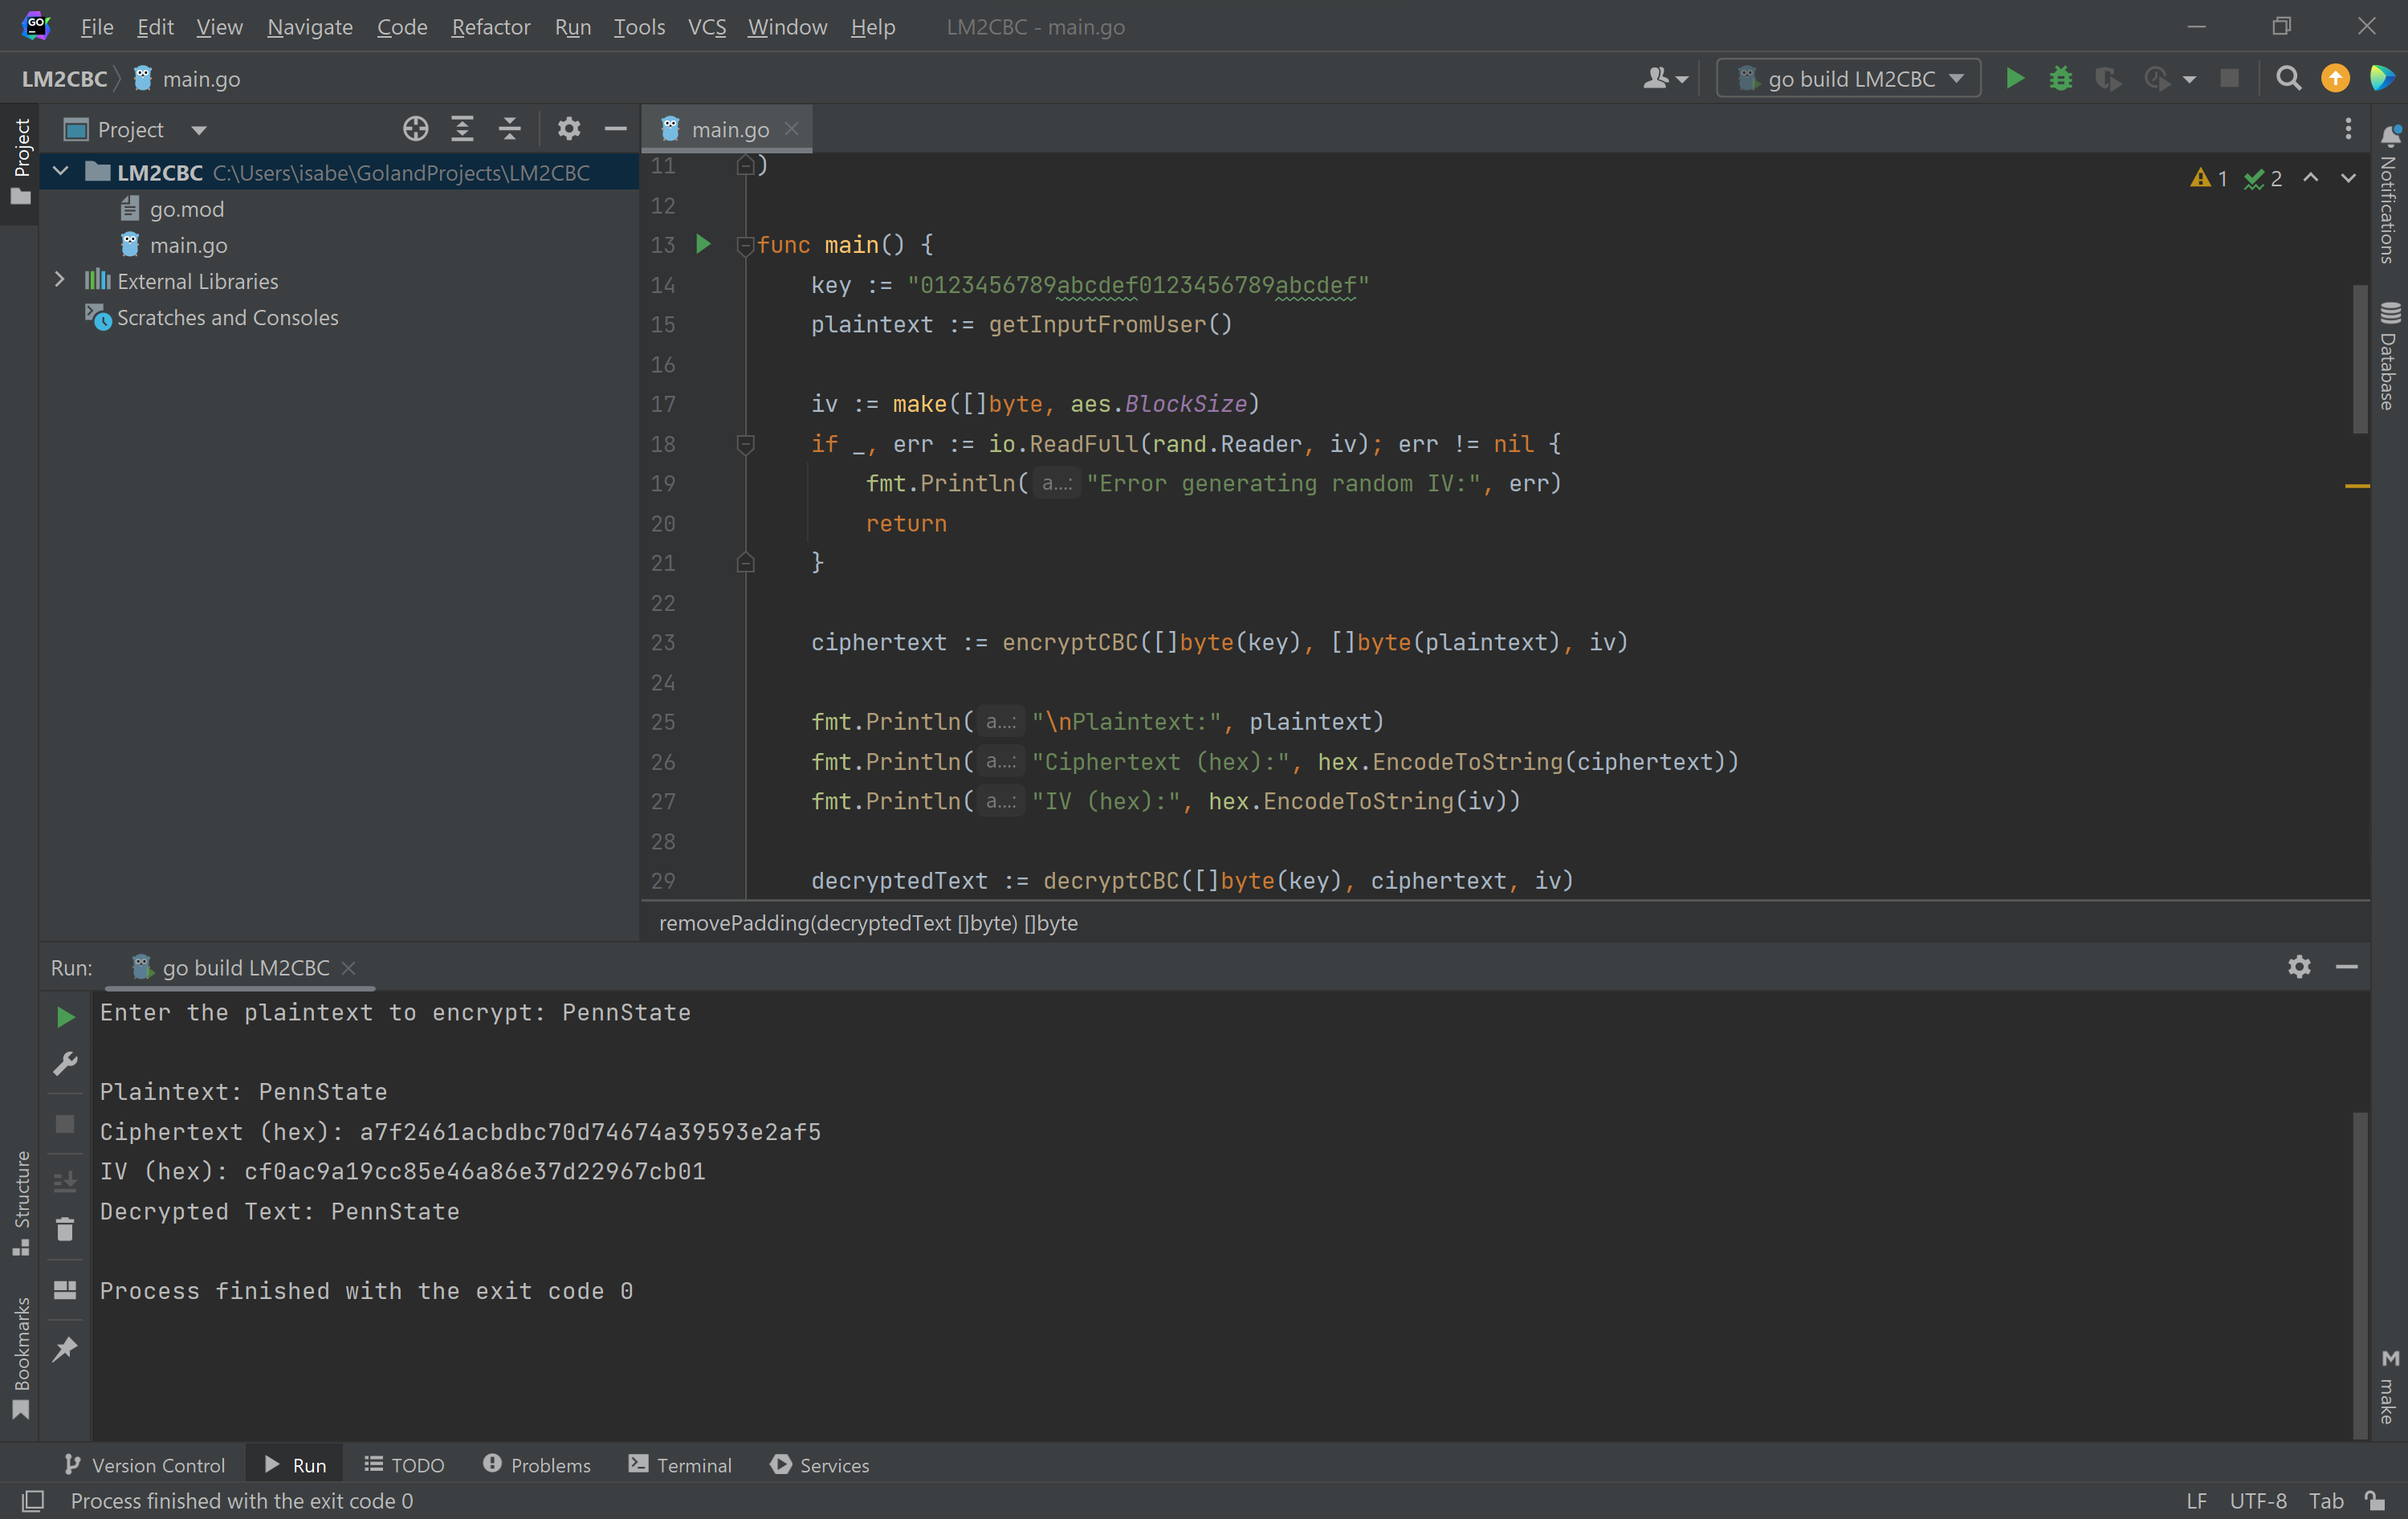 GO
File Edit View Navigate Code Refactor Run Tools VCS Window Help LM2CBC - main.go
LM2CBC main.go go build LM2CBC
Project
Project
main.go
LM2CBC C:\Users\isabe\GolandProjects\LM2CBC
go.mod
main.go
External Libraries
Scratches and Consoles
1 2
11 )
12
13 func main() {
14 key := "0123456789abcdef0123456789abcdef"
15 plaintext := getInputFromUser()
16
17 iv := make([]byte, aes.BlockSize)
18 if _, err := io.ReadFull(rand.Reader, iv); err != nil {
19 fmt.Println( a...: "Error generating random IV:", err)
20 return
21 }
22
23 ciphertext := encryptCBC([]byte(key), []byte(plaintext), iv)
24
25 fmt.Println( a...: "\nPlaintext:", plaintext)
26 fmt.Println( a...: "Ciphertext (hex):", hex.EncodeToString(ciphertext))
27 fmt.Println( a...: "IV (hex):", hex.EncodeToString(iv))
28
29 decryptedText := decryptCBC([]byte(key), ciphertext, iv)
removePadding(decryptedText []byte) []byte
Notifications
Database
make
Run: go build LM2CBC
Enter the plaintext to encrypt: PennState
Plaintext: PennState
Ciphertext (hex): a7f2461acbdbc70d74674a39593e2af5
IV (hex): cf0ac9a19cc85e46a86e37d22967cb01
Decrypted Text: PennState
Process finished with the exit code 0
Structure
Bookmarks
Version Control Run TODO Problems Terminal Services
Process finished with the exit code 0 LF UTF-8 Tab